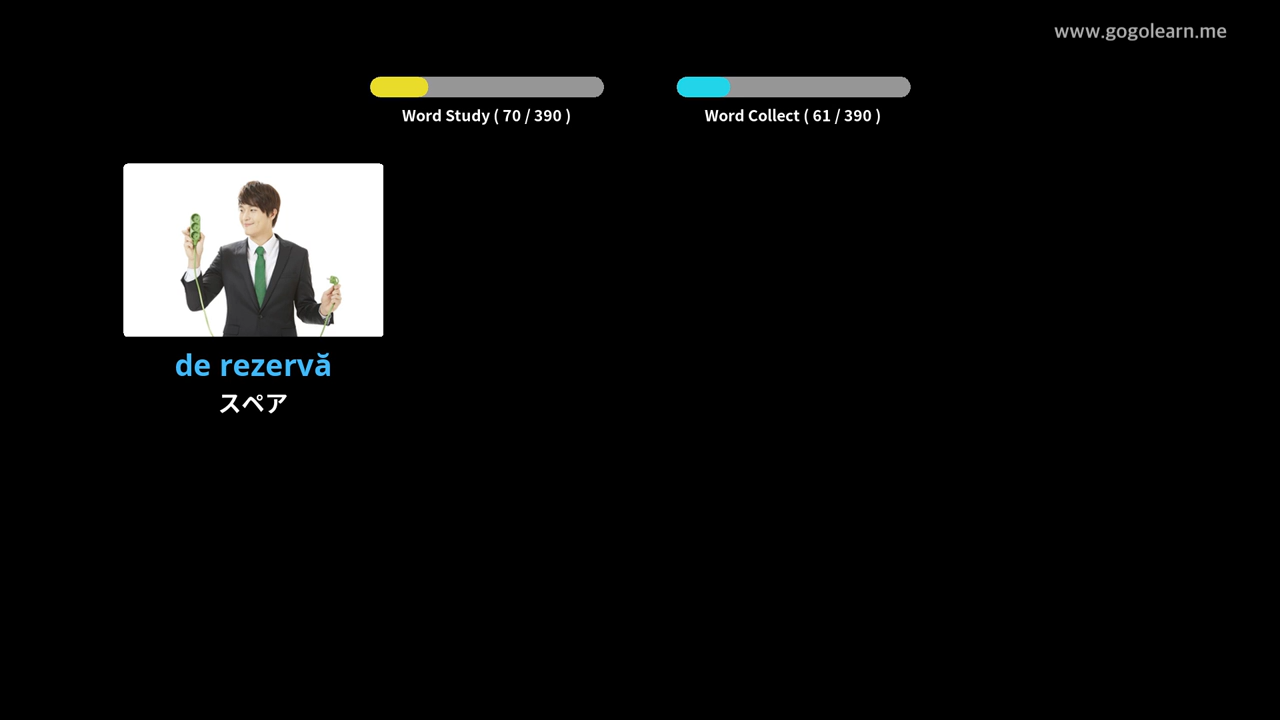 www.gogolearn.me
Word Study ( 70 / 390 )
Word Collect ( 61 / 390 )
de rezervă
スペア